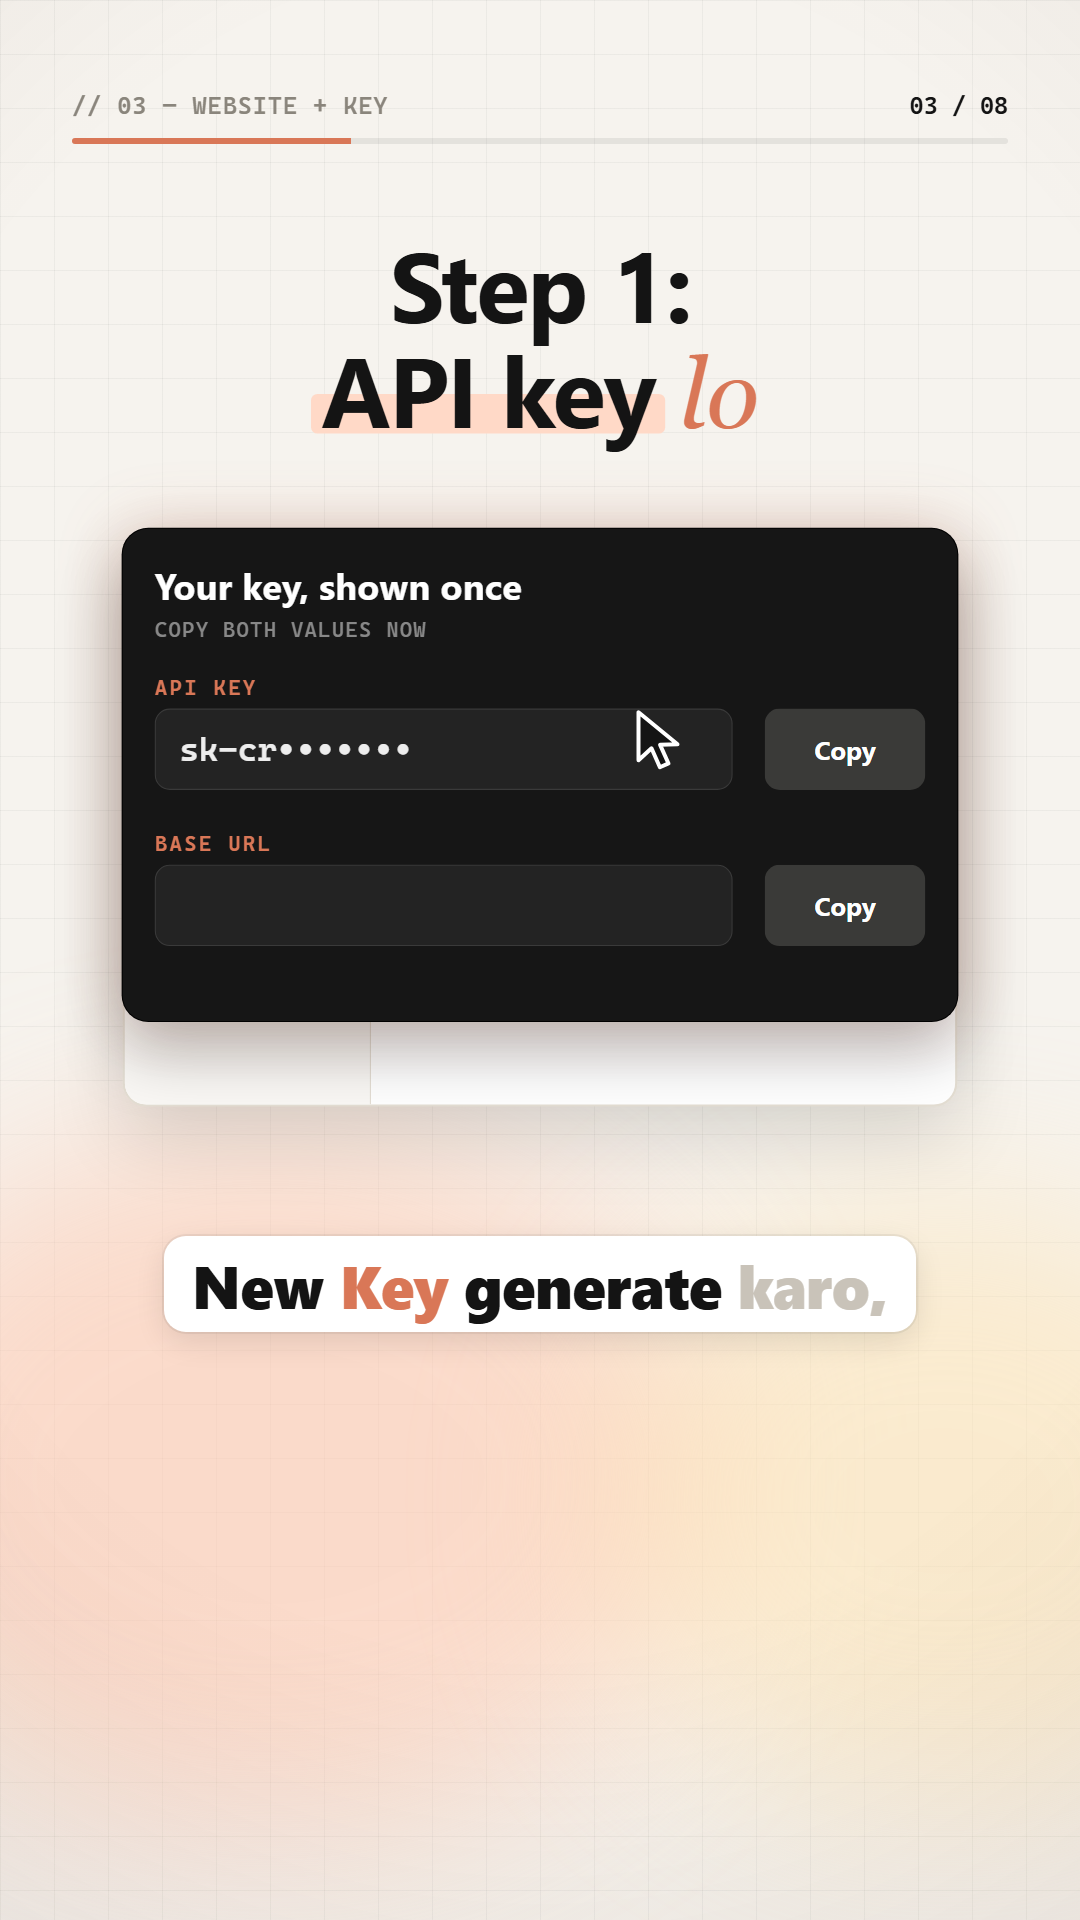 // 03 — WEBSITE + KEY
03 / 08
Step 1:
API key lo
Your key, shown once
COPY BOTH VALUES NOW
API KEY
sk-cr•••••••
Copy
BASE URL
Copy
New Key generate karo,